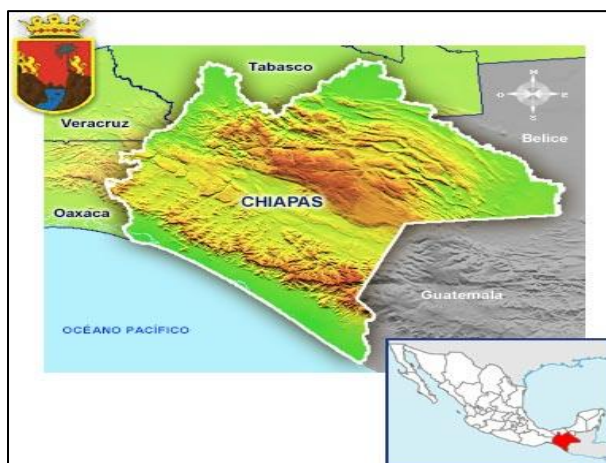 Tabasco
N
O E
S
Veracruz
Belice
CHIAPAS
Oaxaca
Guatemala
OCÉANO PACÍFICO